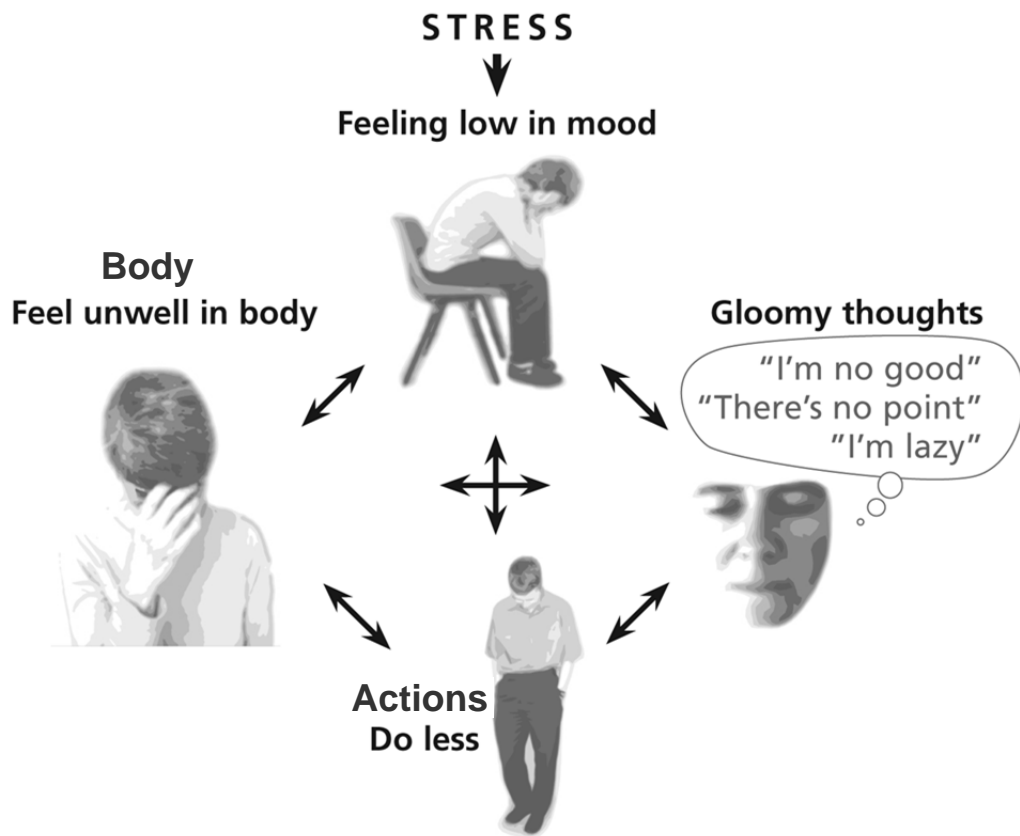 STRESS
Feeling low in mood
Body
Feel unwell in body
Gloomy thoughts
"I'm no good"
"There's no point"
"I'm lazy"
Actions
Do less